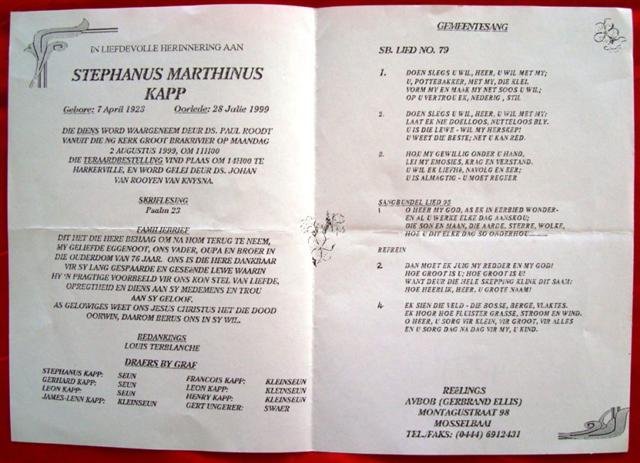 IN LIEFDEVOLLE HERINNERING AAN
STEPHANUS MARTHINUS
KAPP
Gebore: 7 April 1923 Oorlede: 28 Julie 1999
DIE DIENS WORD WAARGENEEM DEUR DS. PAUL ROODT
VANUIT DIE NG KERK GROOT BRAKRIVIER OP MAANDAG
2 AUGUSTUS 1999, OM 11H00
DIE TERAARDBESTELLING VIND PLAAS OM 14H00 TE
HARKERVILLE, EN WORD GELEI DEUR DS. JOHAN
VAN ROOYEN VAN KNYSNA.
SKRIFLESING
Psalm 23
FAMILIEBRIEF
DIT HET DIE HERE BEHAAG OM NA HOM TERUG TE NEEM,
MY GELIEFDE EGGENOOT, ONS VADER, OUPA EN BROER IN
DIE OUDERDOM VAN 76 JAAR. ONS IS DIE HERE DANKBAAR
VIR SY LANG GESPAARDE EN GESEËNDE LEWE WAARIN
HY 'N PRAGTIGE VOORBEELD VIR ONS KON STEL VAN LIEFDE,
OPREGTHEID EN DIENS AAN SY MEDEMENS EN TROU
AAN SY GELOOF.
AS GELOWIGES WEET ONS JESUS CHRISTUS HET DIE DOOD
OORWIN, DAAROM BERUS ONS IN SY WIL.
BEDANKINGS
LOUIS TERBLANCHE
DRAERS BY GRAF
STEPHANUS KAPP: SEUN
GERHARD KAPP: SEUN
LEON KAPP: SEUN
JAMES-LENN KAPP: KLEINSEUN
FRANCOIS KAPP: KLEINSEUN
LEON KAPP: KLEINSEUN
HENRY KAPP: KLEINSEUN
GERT UNGERER: SWAER
GEMEENTESANG
SB. LIED NO. 79
1. DOEN SLEGS U WIL, HEER, U WIL MET MY;
U, POTTEBAKKER, MET MY, DIE KLEI.
VORM MY EN MAAK MY NET SOOS U WIL;
OP U VERTROU EK, NEDERIG, STIL
2. DOEN SLEGS U WIL, HEER, U WIL MET MY:
LAAT EK NIE DOELLOOS, NUTTELOOS BLY.
U IS DIE LEWE - WIL MY HERSKEP!
U WEET DIE BESTE; NET U KAN RED.
3. HOU MY GEWILLIG ONDER U HAND,
LEI MY EMOSIES, KRAG EN VERSTAND.
U WIL EK LIEFHÊ, NAVOLG EN EER;
U IS ALMAGTIG - U MOET REGEER
SANGBUNDEL LIED 95
1 O HEER MY GOD, AS EK IN EERBIED WONDER-
EN AL U WERKE ELKE DAG AANSKOU;
DIE SON EN MAAN, DIE AARDE, STERRE, WOLKE,
HOE U DIT ELKE DAG SO ONDERHOU
REFREIN
2 DAN MOET EK JUIG MY REDDER EN MY GOD!
HOE GROOT IS U; HOE GROOT IS U!
WANT DEUR DIE HELE SKEPPING KLINK DIT SAAM:
HOE HEERLIK, HEER, U GROTE NAAM!
4. EK SIEN DIE VELD - DIE BOSSE, BERGE, VLAKTES.
EK HOOR HOE FLUISTER GRASSE, STROOM EN WIND.
O HEER, U SORG VIR KLEIN, VIR GROOT, VIR ALLES
EN U SORG DAG NA DAG VIR MY, U KIND.
REËLINGS
AVBOB (GERBRAND ELLIS)
MONTAGUSTRAAT 98
MOSSELBAAI
TEL./FAKS: (0444) 6912431